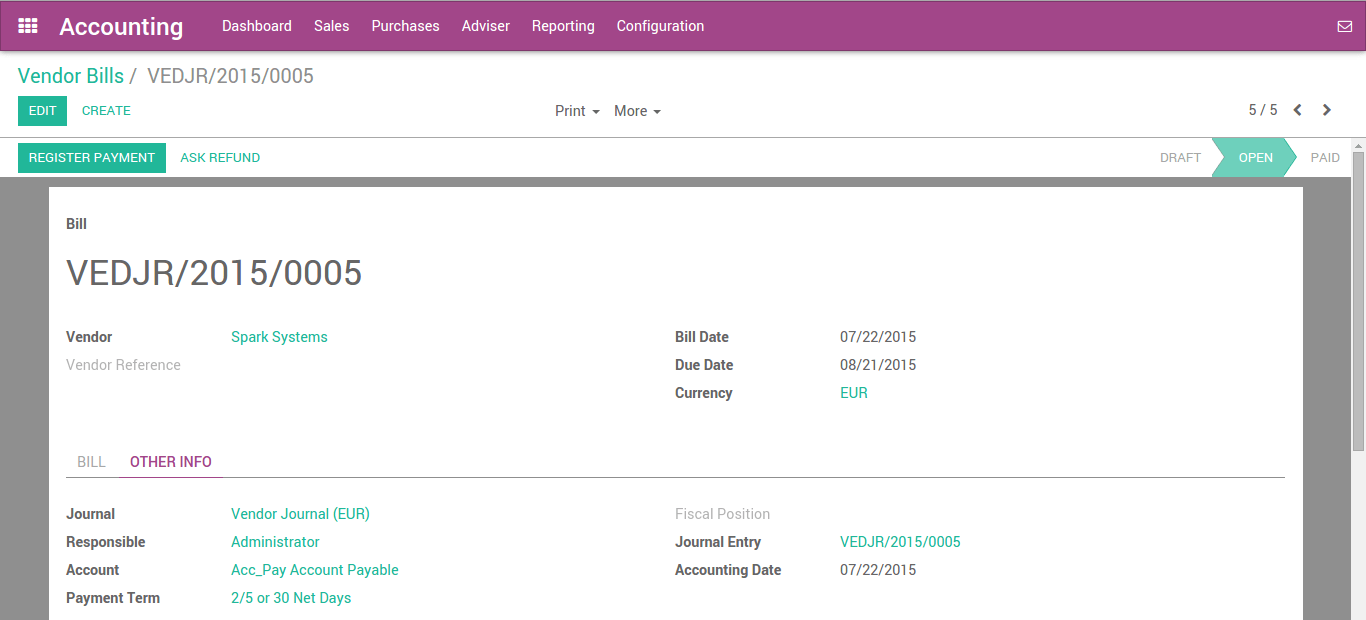 Accounting Dashboard Sales Purchases Adviser Reporting Configuration
Vendor Bills / VEDJR/2015/0005
EDIT CREATE Print More 5 / 5
REGISTER PAYMENT ASK REFUND DRAFT OPEN PAID
Bill
VEDJR/2015/0005
Vendor Spark Systems Bill Date 07/22/2015
Vendor Reference Due Date 08/21/2015
Currency EUR
BILL OTHER INFO
Journal Vendor Journal (EUR) Fiscal Position
Responsible Administrator Journal Entry VEDJR/2015/0005
Account Acc_Pay Account Payable Accounting Date 07/22/2015
Payment Term 2/5 or 30 Net Days